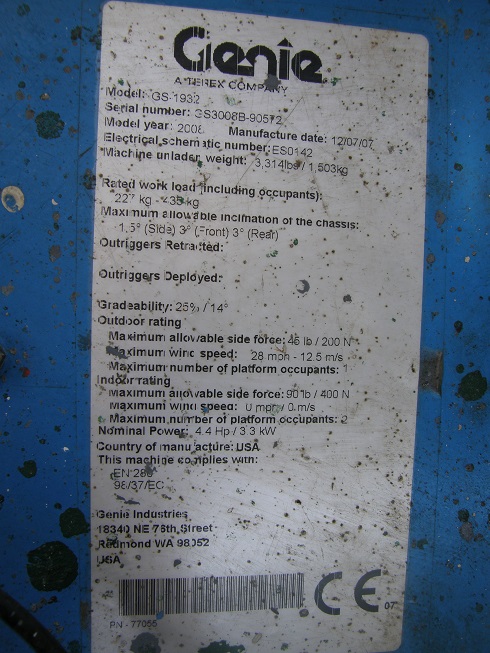 Genie
A TEREX COMPANY
Model: GS-1932
Serial number: GS3008B-90572
Model year: 2008 Manufacture date: 12/07/07
Electrical schematic number: ES0142
Machine unladen weight: 3,314lbs / 1,503kg
Rated work load (including occupants):
227 kg - 435 kg
Maximum allowable inclination of the chassis:
1,5° (Side) 3° (Front) 3° (Rear)
Outriggers Retracted:
Outriggers Deployed:
Gradeability: 25% / 14°
Outdoor rating
Maximum allowable side force: 45 lb / 200 N
Maximum wind speed: 28 mph - 12.5 m/s
Maximum number of platform occupants: 1
Indoor rating
Maximum allowable side force: 90 lb / 400 N
Maximum wind speed: 0 mph / 0 m/s
Maximum number of platform occupants: 2
Nominal Power: 4.4 Hp / 3.3 kW
Country of manufacture: USA
This machine complies with:
EN 280
98/37/EC
Genie Industries
18340 NE 76th Street
Redmond WA 98052
USA
PN - 77055
CE 07